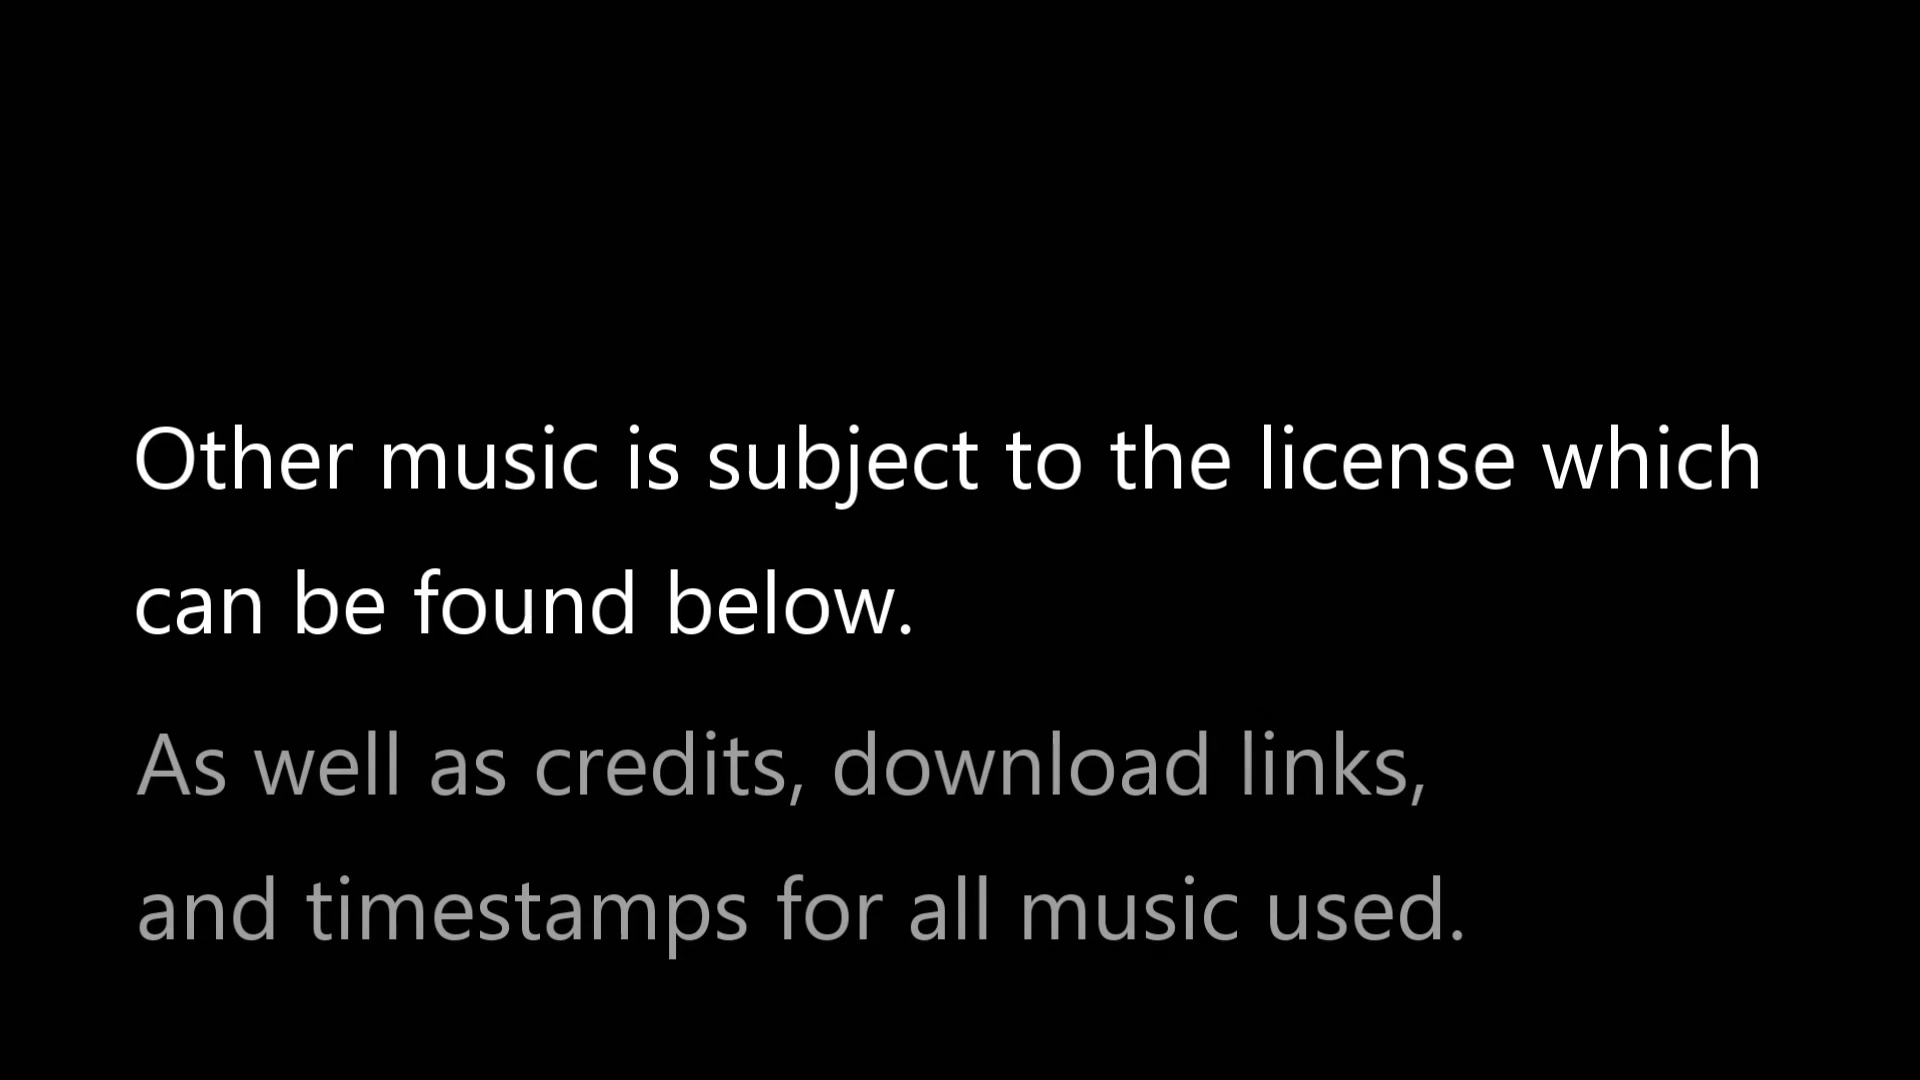 Other music is subject to the license which
can be found below.
As well as credits, download links,
and timestamps for all music used.